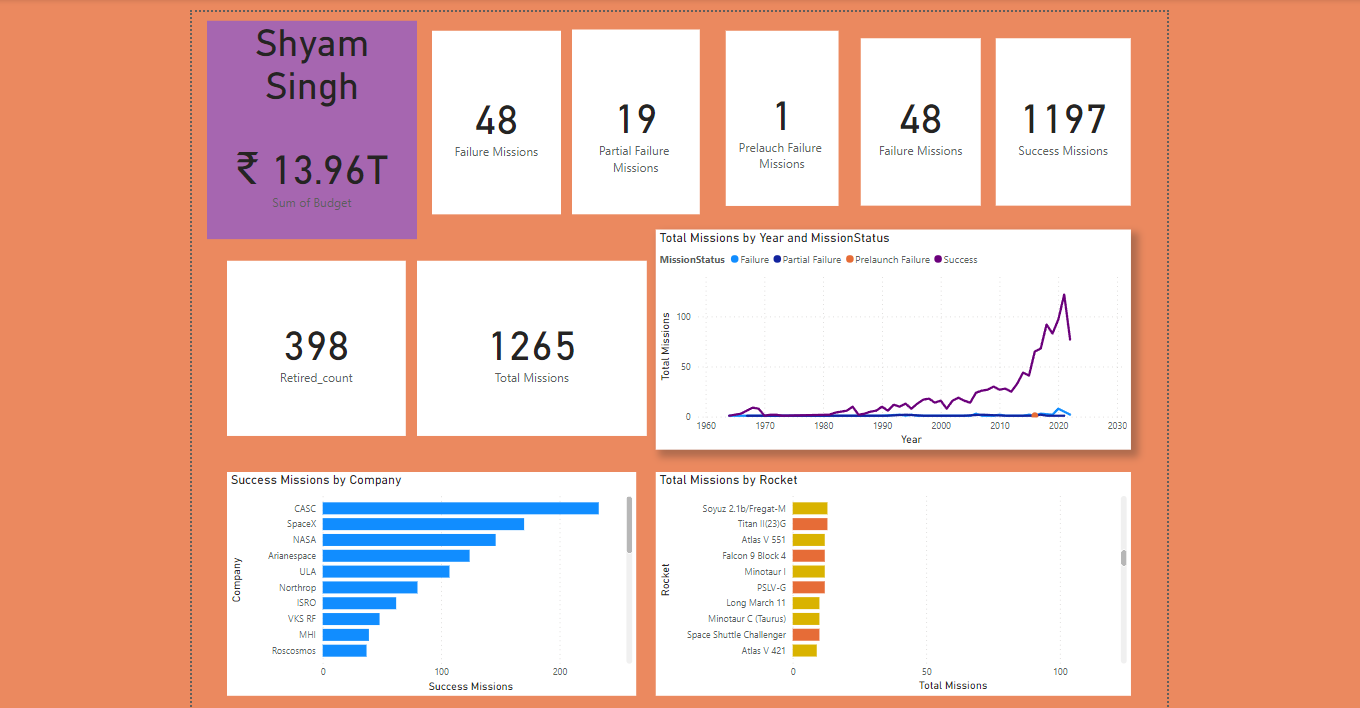 Shyam
Singh
₹ 13.96T
Sum of Budget
48
Failure Missions
19
Partial Failure
Missions
1
Prelauch Failure
Missions
48
Failure Missions
1197
Success Missions
398
Retired_count
1265
Total Missions
Total Missions by Year and MissionStatus
MissionStatus Failure Partial Failure Prelaunch Failure Success
Total Missions
100
50
0
1960 1970 1980 1990 2000 2010 2020 2030
Year
Success Missions by Company
Company
CASC
SpaceX
NASA
Arianespace
ULA
Northrop
ISRO
VKS RF
MHI
Roscosmos
0 100 200
Success Missions
Total Missions by Rocket
Rocket
Soyuz 2.1b/Fregat-M
Titan II(23)G
Atlas V 551
Falcon 9 Block 4
Minotaur I
PSLV-G
Long March 11
Minotaur C (Taurus)
Space Shuttle Challenger
Atlas V 421
0 50 100
Total Missions